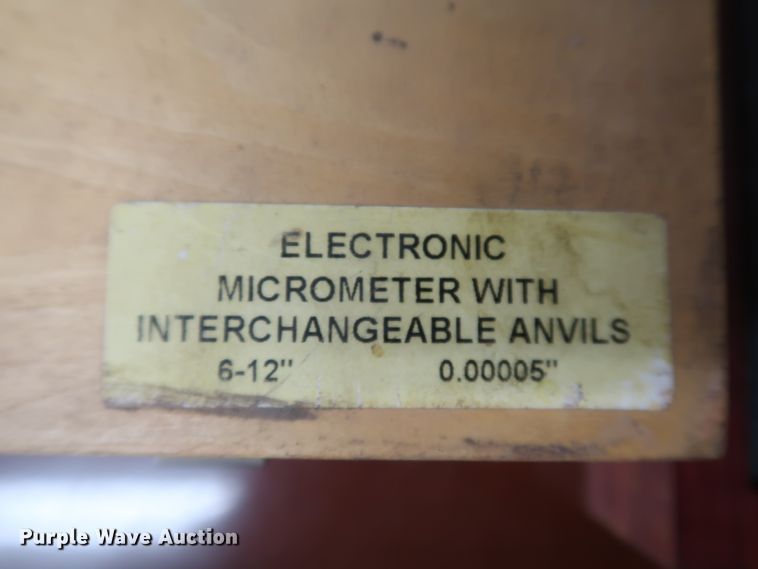 ELECTRONIC
MICROMETER WITH
INTERCHANGEABLE ANVILS
6-12" 0.00005"
Purple Wave Auction